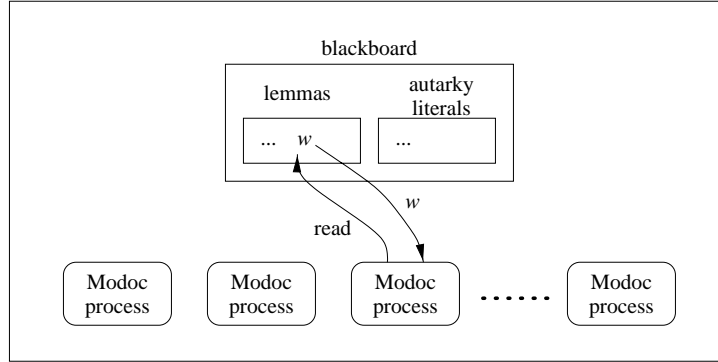 blackboard
lemmas
autarky
literals
... w
...
w
read
Modoc
process
Modoc
process
Modoc
process
......
Modoc
process